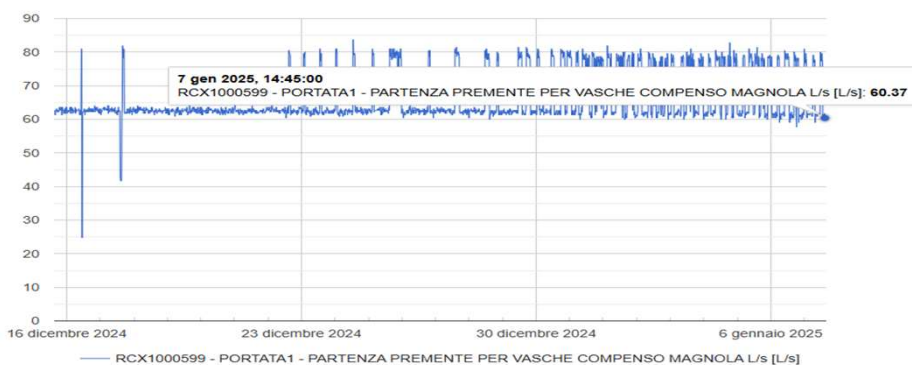 90
80
7 gen 2025, 14:45:00
70
RCX1000599 - PORTATA1 - PARTENZA PREMENTE PER VASCHE COMPENSO MAGNOLA L/s [L/s]: 60.37
60
50
40
30
20
10
0
16 dicembre 2024 23 dicembre 2024 30 dicembre 2024 6 gennaio 2025
RCX1000599 - PORTATA1 - PARTENZA PREMENTE PER VASCHE COMPENSO MAGNOLA L/s [L/s]